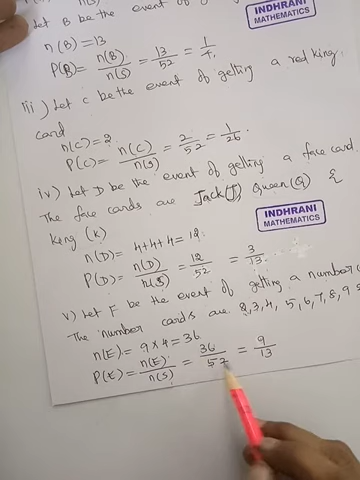 Let B be the event of
INDHRANI
MATHEMATICS
n(B) = 13
P(B) = n(B)/n(S) = 13/52 = 1/4.
iii) Let C be the event of getting a red king
card
n(C) = 2
P(C) = n(C)/n(S) = 2/52 = 1/26.
iv) Let D be the event of getting a face card.
The face cards are Jack(J), Queen(Q) &
King (K)
INDHRANI
MATHEMATICS
n(D) = 4+4+4 = 12.
P(D) = n(D)/n(S) = 12/52 = 3/13.
v) Let F be the event of getting a number c
The number cards are 2,3,4, 5,6,7,8,9
n(E) = 9 x 4 = 36
P(E) = n(E)/n(S) = 36/52 = 9/13